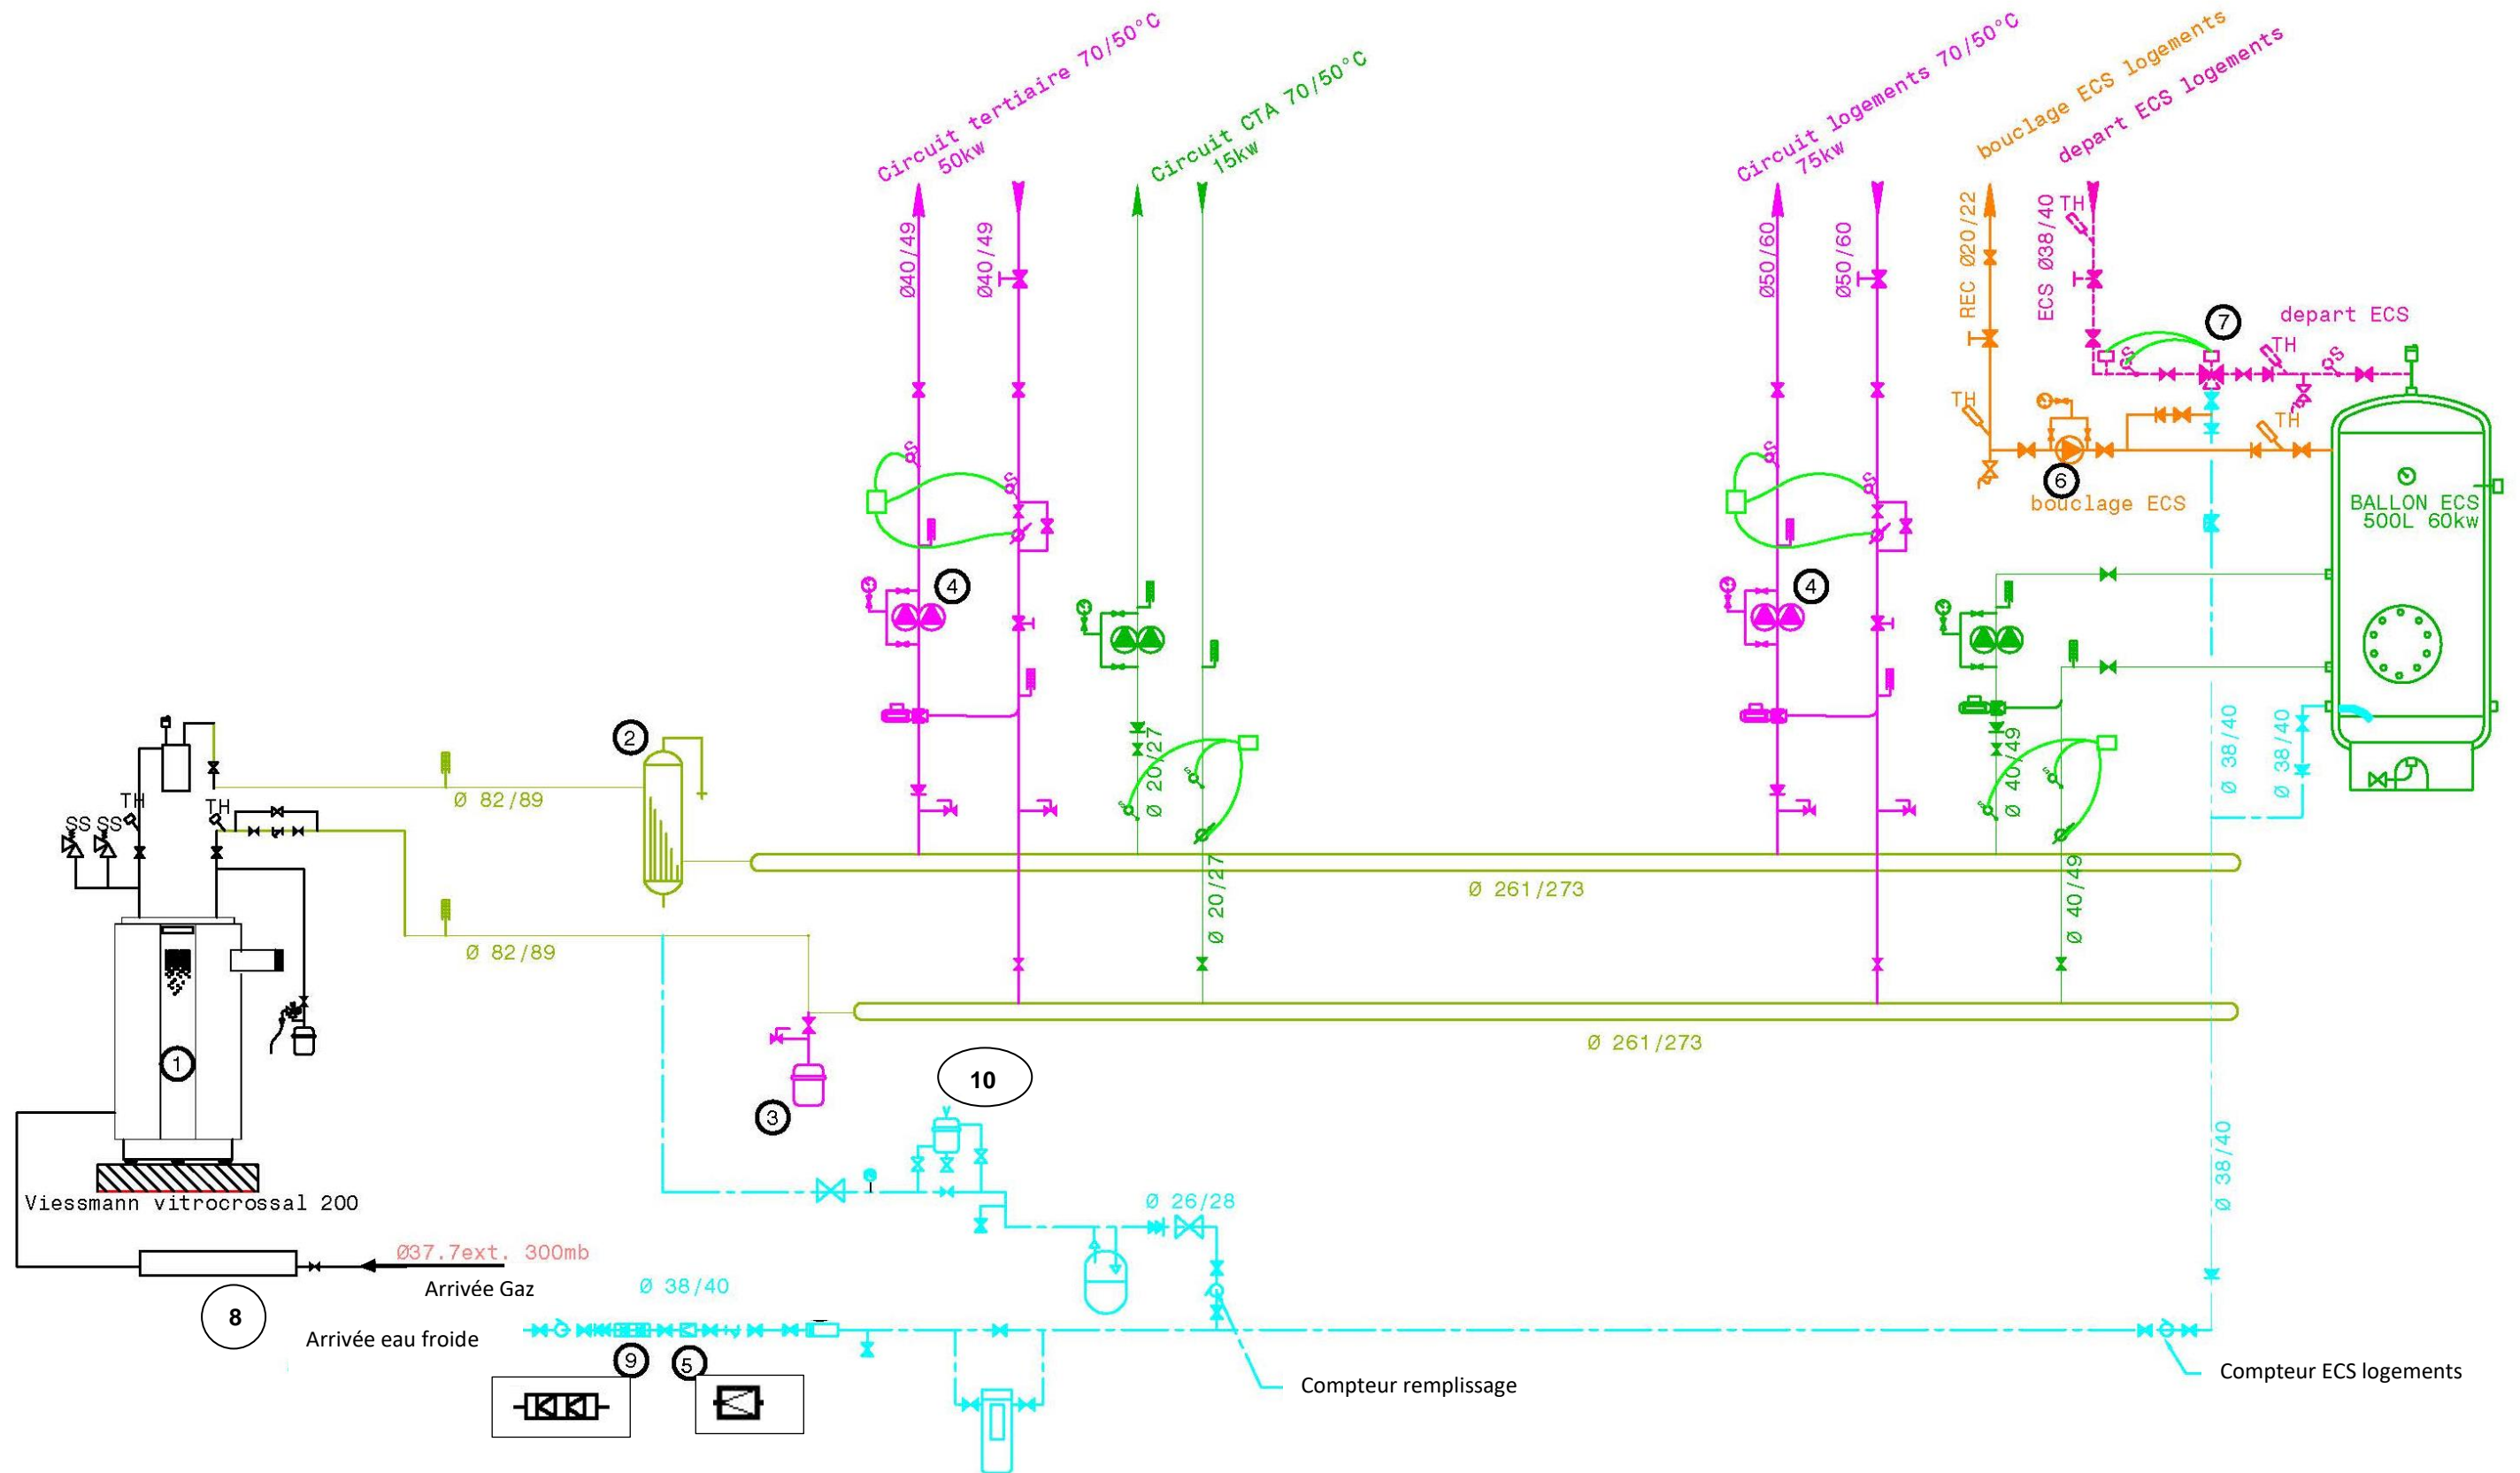 Circuit tertiaire 70/50°C
50kw
Circuit CTA 70/50°C
15kw
Circuit logements 70/50°C
75kw
bouclage ECS logements
depart ECS logements
Ø40/49
Ø40/49
Ø50/60
Ø50/60
REC Ø20/22
ECS Ø38/40
TH
7
depart ECS
TH
S
S
TH
TH
6
bouclage ECS
BALLON ECS
500L 60kw
S
S
S
S
4
4
2
TH
TH
SS SS
Ø 82/89
Ø 20/27
Ø 40/49
Ø 38/40
Ø 38/40
S
S
S
S
Ø 261/273
Ø 20/27
Ø 40/49
Ø 82/89
Ø 261/273
1
3
10
V
Ø 38/40
Viessmann vitrocrossal 200
Ø 26/28
Ø37.7ext. 300mb
Arrivée Gaz
Ø 38/40
8
Arrivée eau froide
9
5
Compteur remplissage
Compteur ECS logements